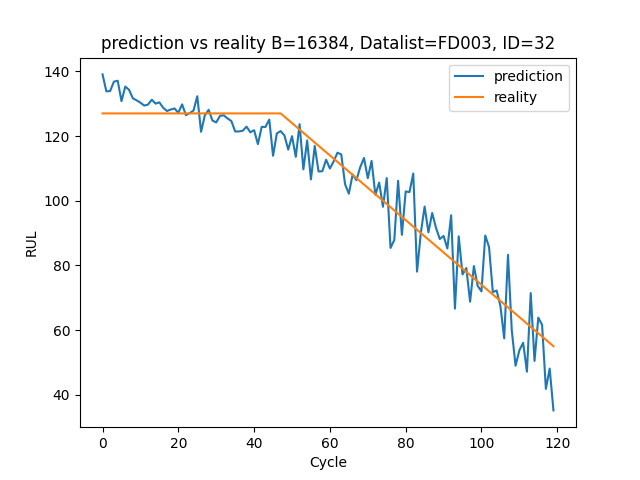 prediction vs reality B=16384, Datalist=FD003, ID=32
prediction
reality
RUL
140
120
100
80
60
40
0 20 40 60 80 100 120
Cycle